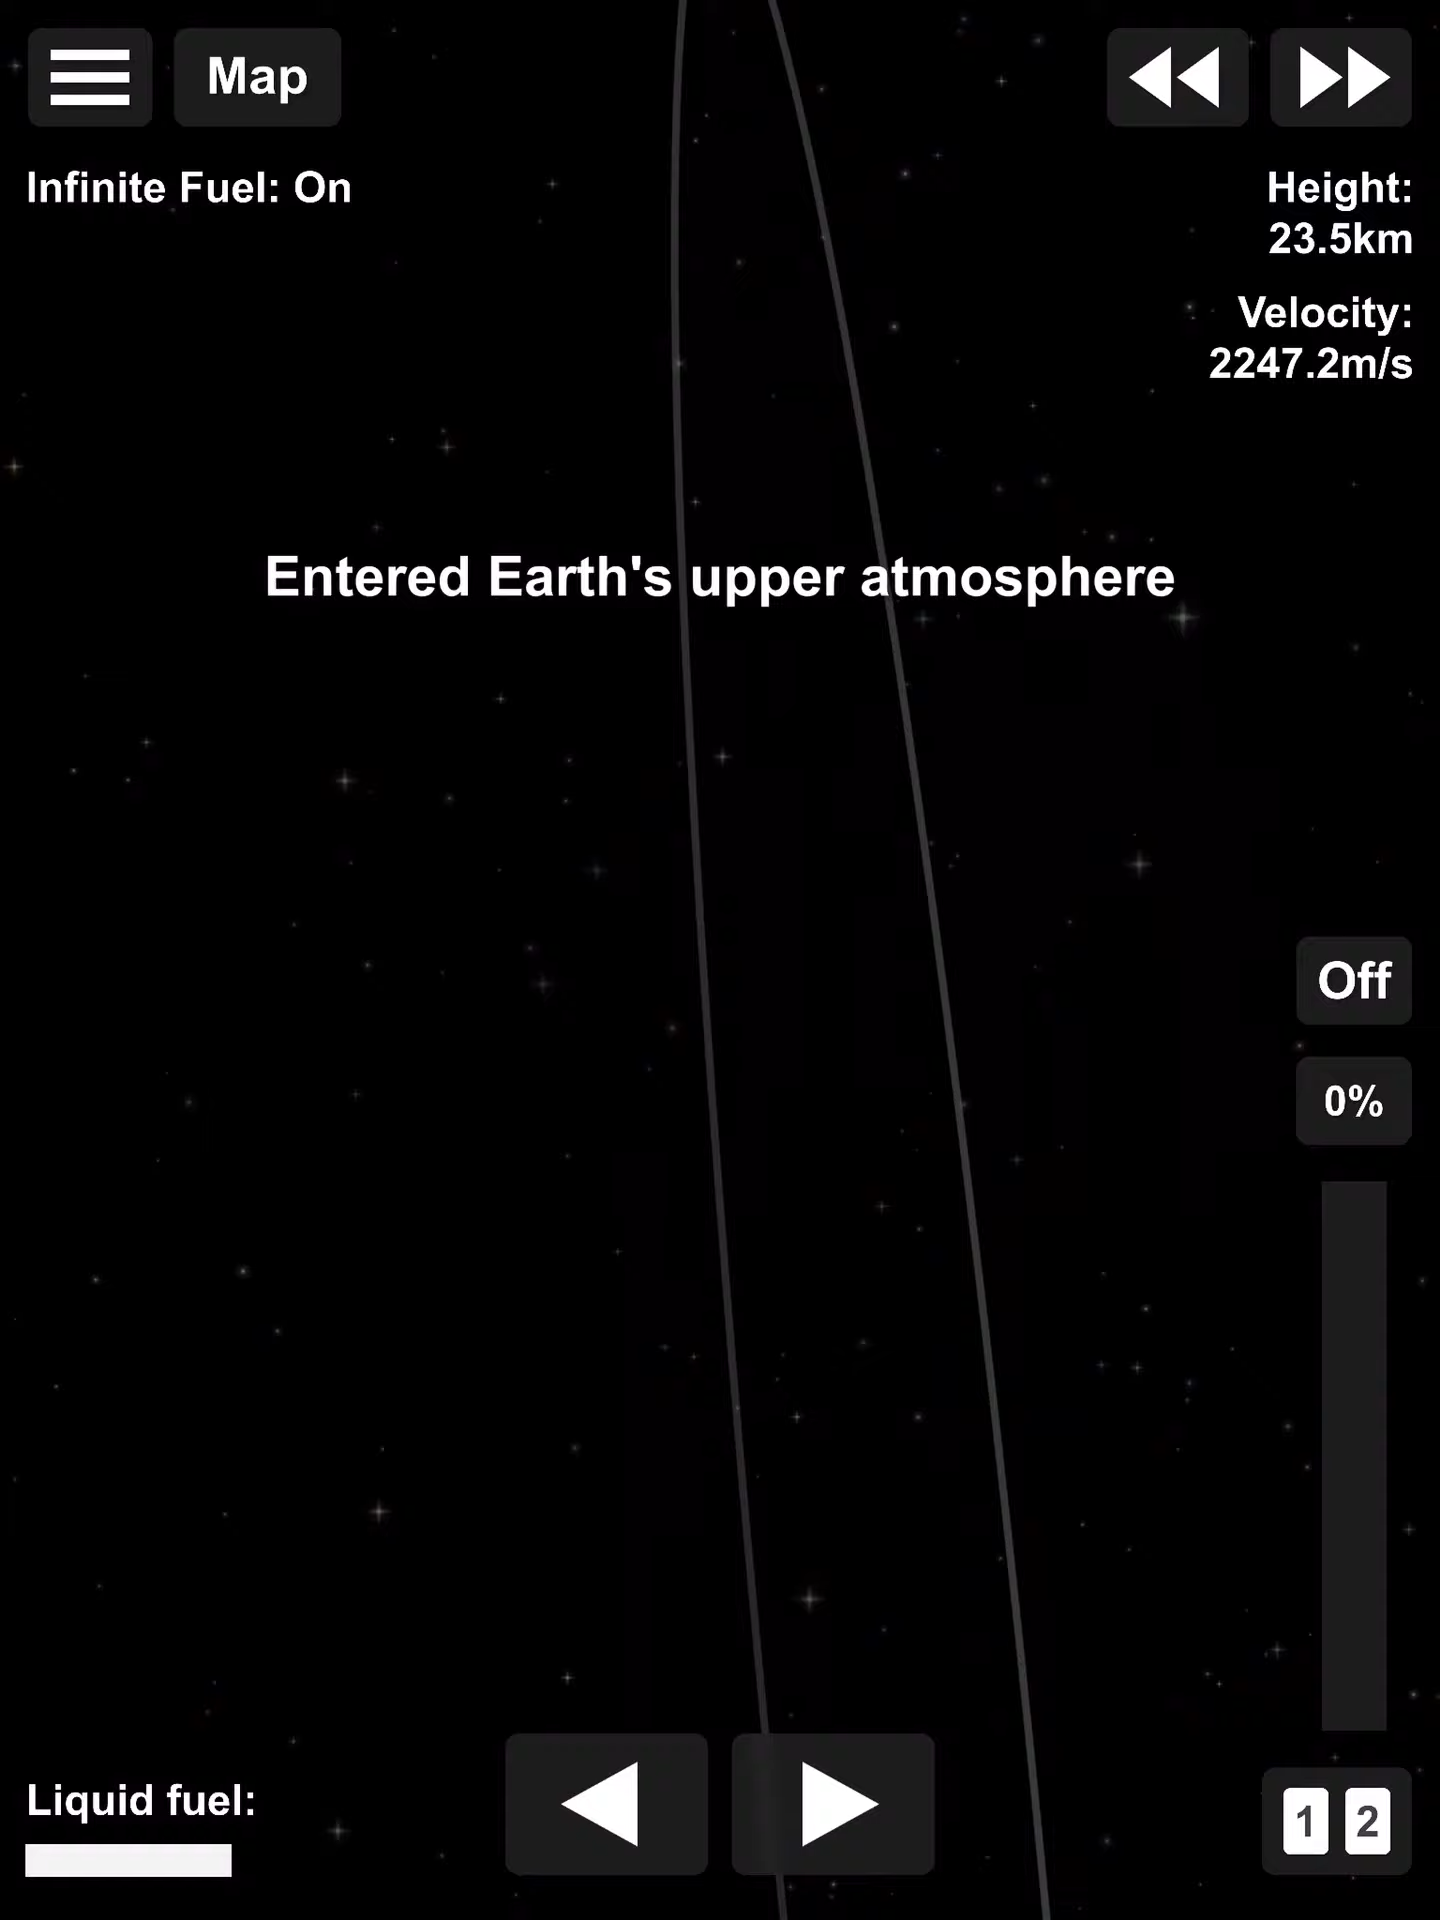 Map
Infinite Fuel: On
Height:
23.5km
Velocity:
2247.2m/s
Entered Earth's upper atmosphere
Off
0%
Liquid fuel:
1 2